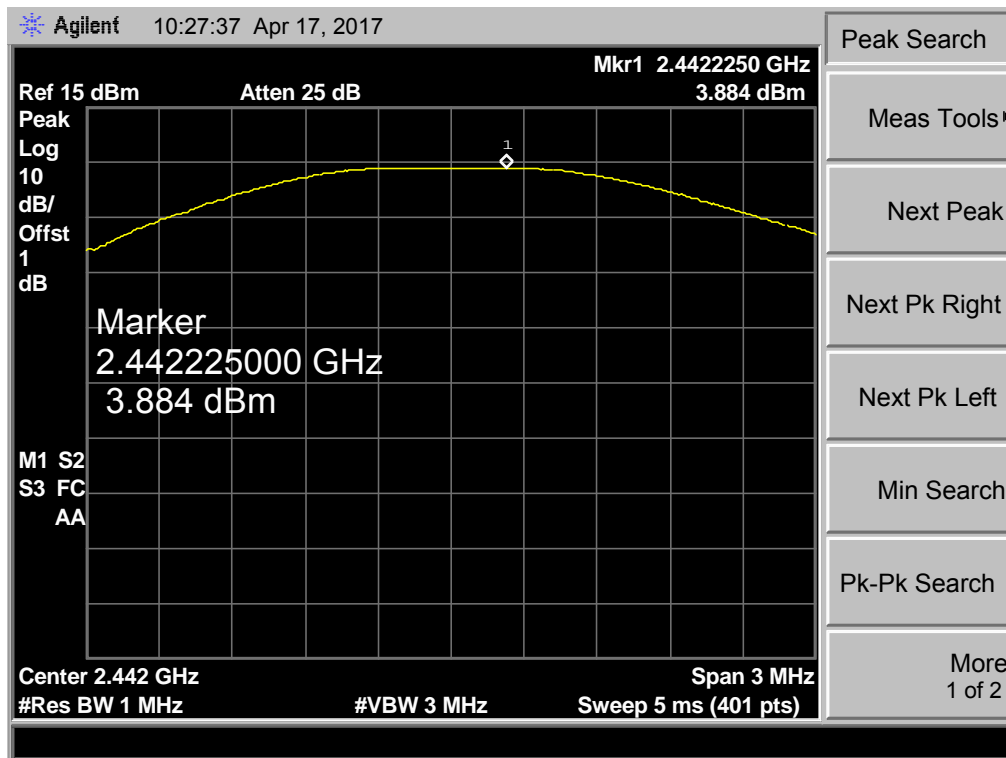 Agilent 10:27:37 Apr 17, 2017
Peak Search
Mkr1 2.4422250 GHz
Ref 15 dBm Atten 25 dB 3.884 dBm
Peak
Log
10
dB/
Offst
1
dB
1
Marker
2.442225000 GHz
3.884 dBm
M1 S2
S3 FC
AA
Center 2.442 GHz Span 3 MHz
#Res BW 1 MHz #VBW 3 MHz Sweep 5 ms (401 pts)
Meas Tools
Next Peak
Next Pk Right
Next Pk Left
Min Search
Pk-Pk Search
More
1 of 2